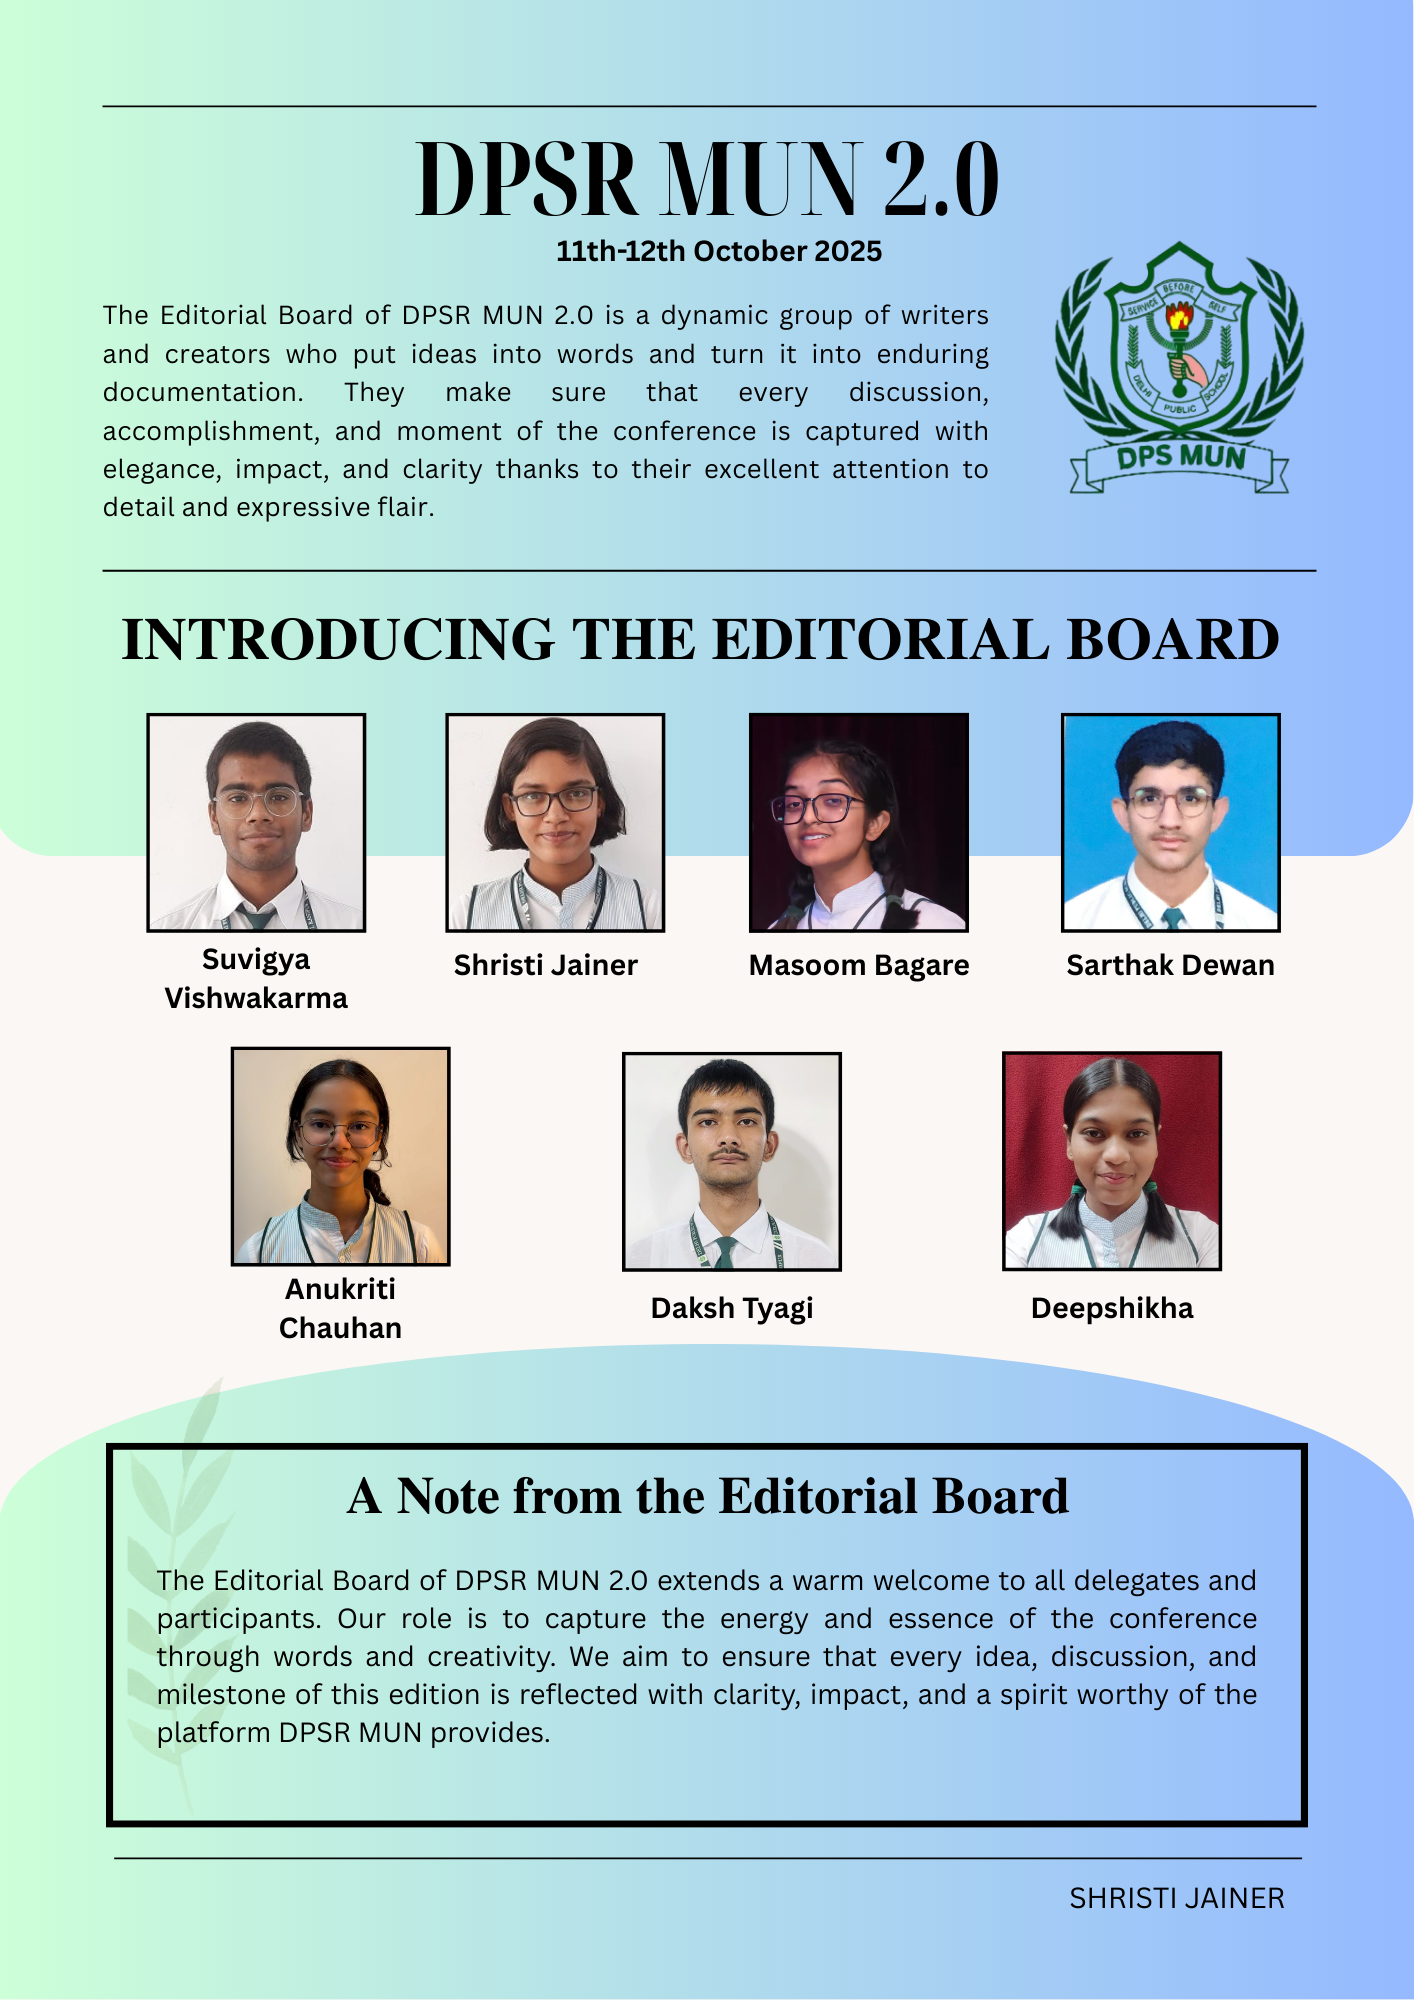 DPSR MUN 2.0
11th-12th October 2025
The Editorial Board of DPSR MUN 2.0 is a dynamic group of writers
and creators who put ideas into words and turn it into enduring
documentation. They make sure that every discussion,
accomplishment, and moment of the conference is captured with
elegance, impact, and clarity thanks to their excellent attention to
detail and expressive flair.
SERVICE BEFORE SELF
DELHI PUBLIC SCHOOL
DPS MUN
INTRODUCING THE EDITORIAL BOARD
Suvigya
Vishwakarma
Shristi Jainer
Masoom Bagare
Sarthak Dewan
Anukriti
Chauhan
Daksh Tyagi
Deepshikha
A Note from the Editorial Board
The Editorial Board of DPSR MUN 2.0 extends a warm welcome to all delegates and
participants. Our role is to capture the energy and essence of the conference
through words and creativity. We aim to ensure that every idea, discussion, and
milestone of this edition is reflected with clarity, impact, and a spirit worthy of the
platform DPSR MUN provides.
SHRISTI JAINER